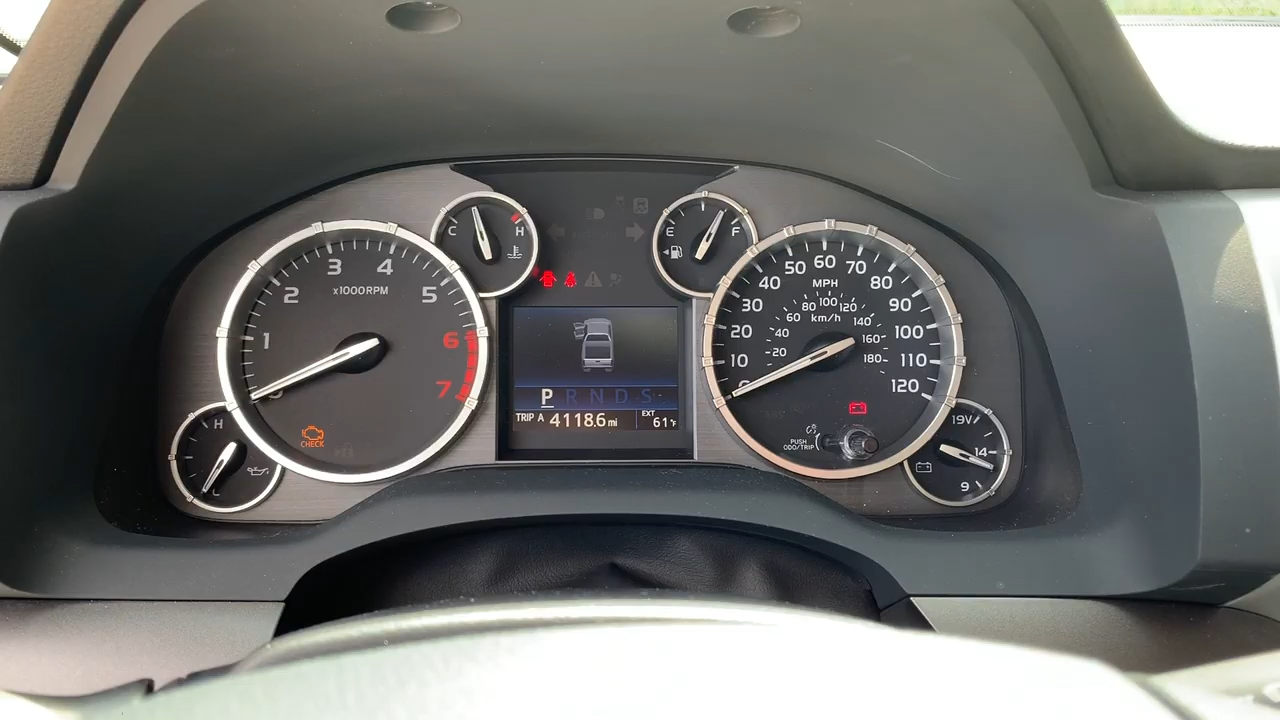 C H
E F
1 2 3 4 5 6 7
x1000RPM
CHECK
H
L
P R N D S
TRIP A 4118.6 mi
EXT
61°F
0 10 20 30 40 50 60 70 80 90 100 110 120
MPH
20 40 60 80 100 120 140 160 180
km/h
PUSH
ODO/TRIP
19V
14
9